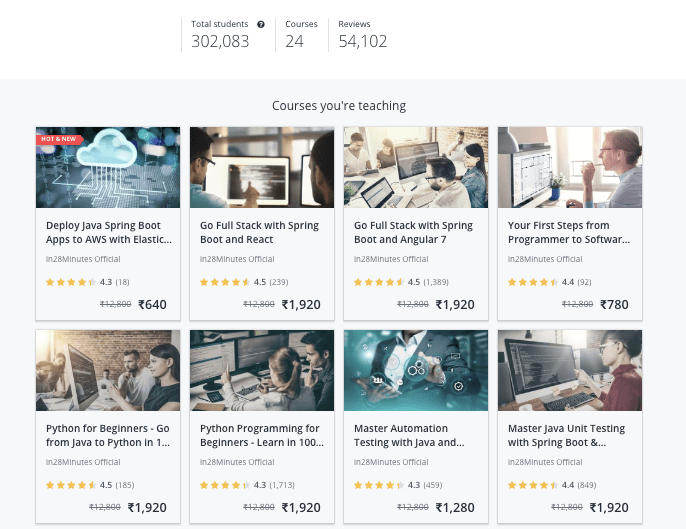 Total students
Courses
Reviews
302,083
24
54,102
Courses you're teaching
HOT & NEW
Deploy Java Spring Boot
Apps to AWS with Elastic...
in28Minutes Official
4.3 (18)
₹12,800 ₹640
Go Full Stack with Spring
Boot and React
in28Minutes Official
4.5 (239)
₹12,800 ₹1,920
Go Full Stack with Spring
Boot and Angular 7
in28Minutes Official
4.5 (1,389)
₹12,800 ₹1,920
Your First Steps from
Programmer to Softwar...
in28Minutes Official
4.4 (92)
₹12,800 ₹780
Python for Beginners - Go
from Java to Python in 1...
in28Minutes Official
4.5 (185)
₹12,800 ₹1,920
Python Programming for
Beginners - Learn in 100...
in28Minutes Official
4.3 (1,713)
₹12,800 ₹1,920
Master Automation
Testing with Java and...
in28Minutes Official
4.3 (459)
₹12,800 ₹1,280
Master Java Unit Testing
with Spring Boot &...
in28Minutes Official
4.4 (849)
₹12,800 ₹1,920